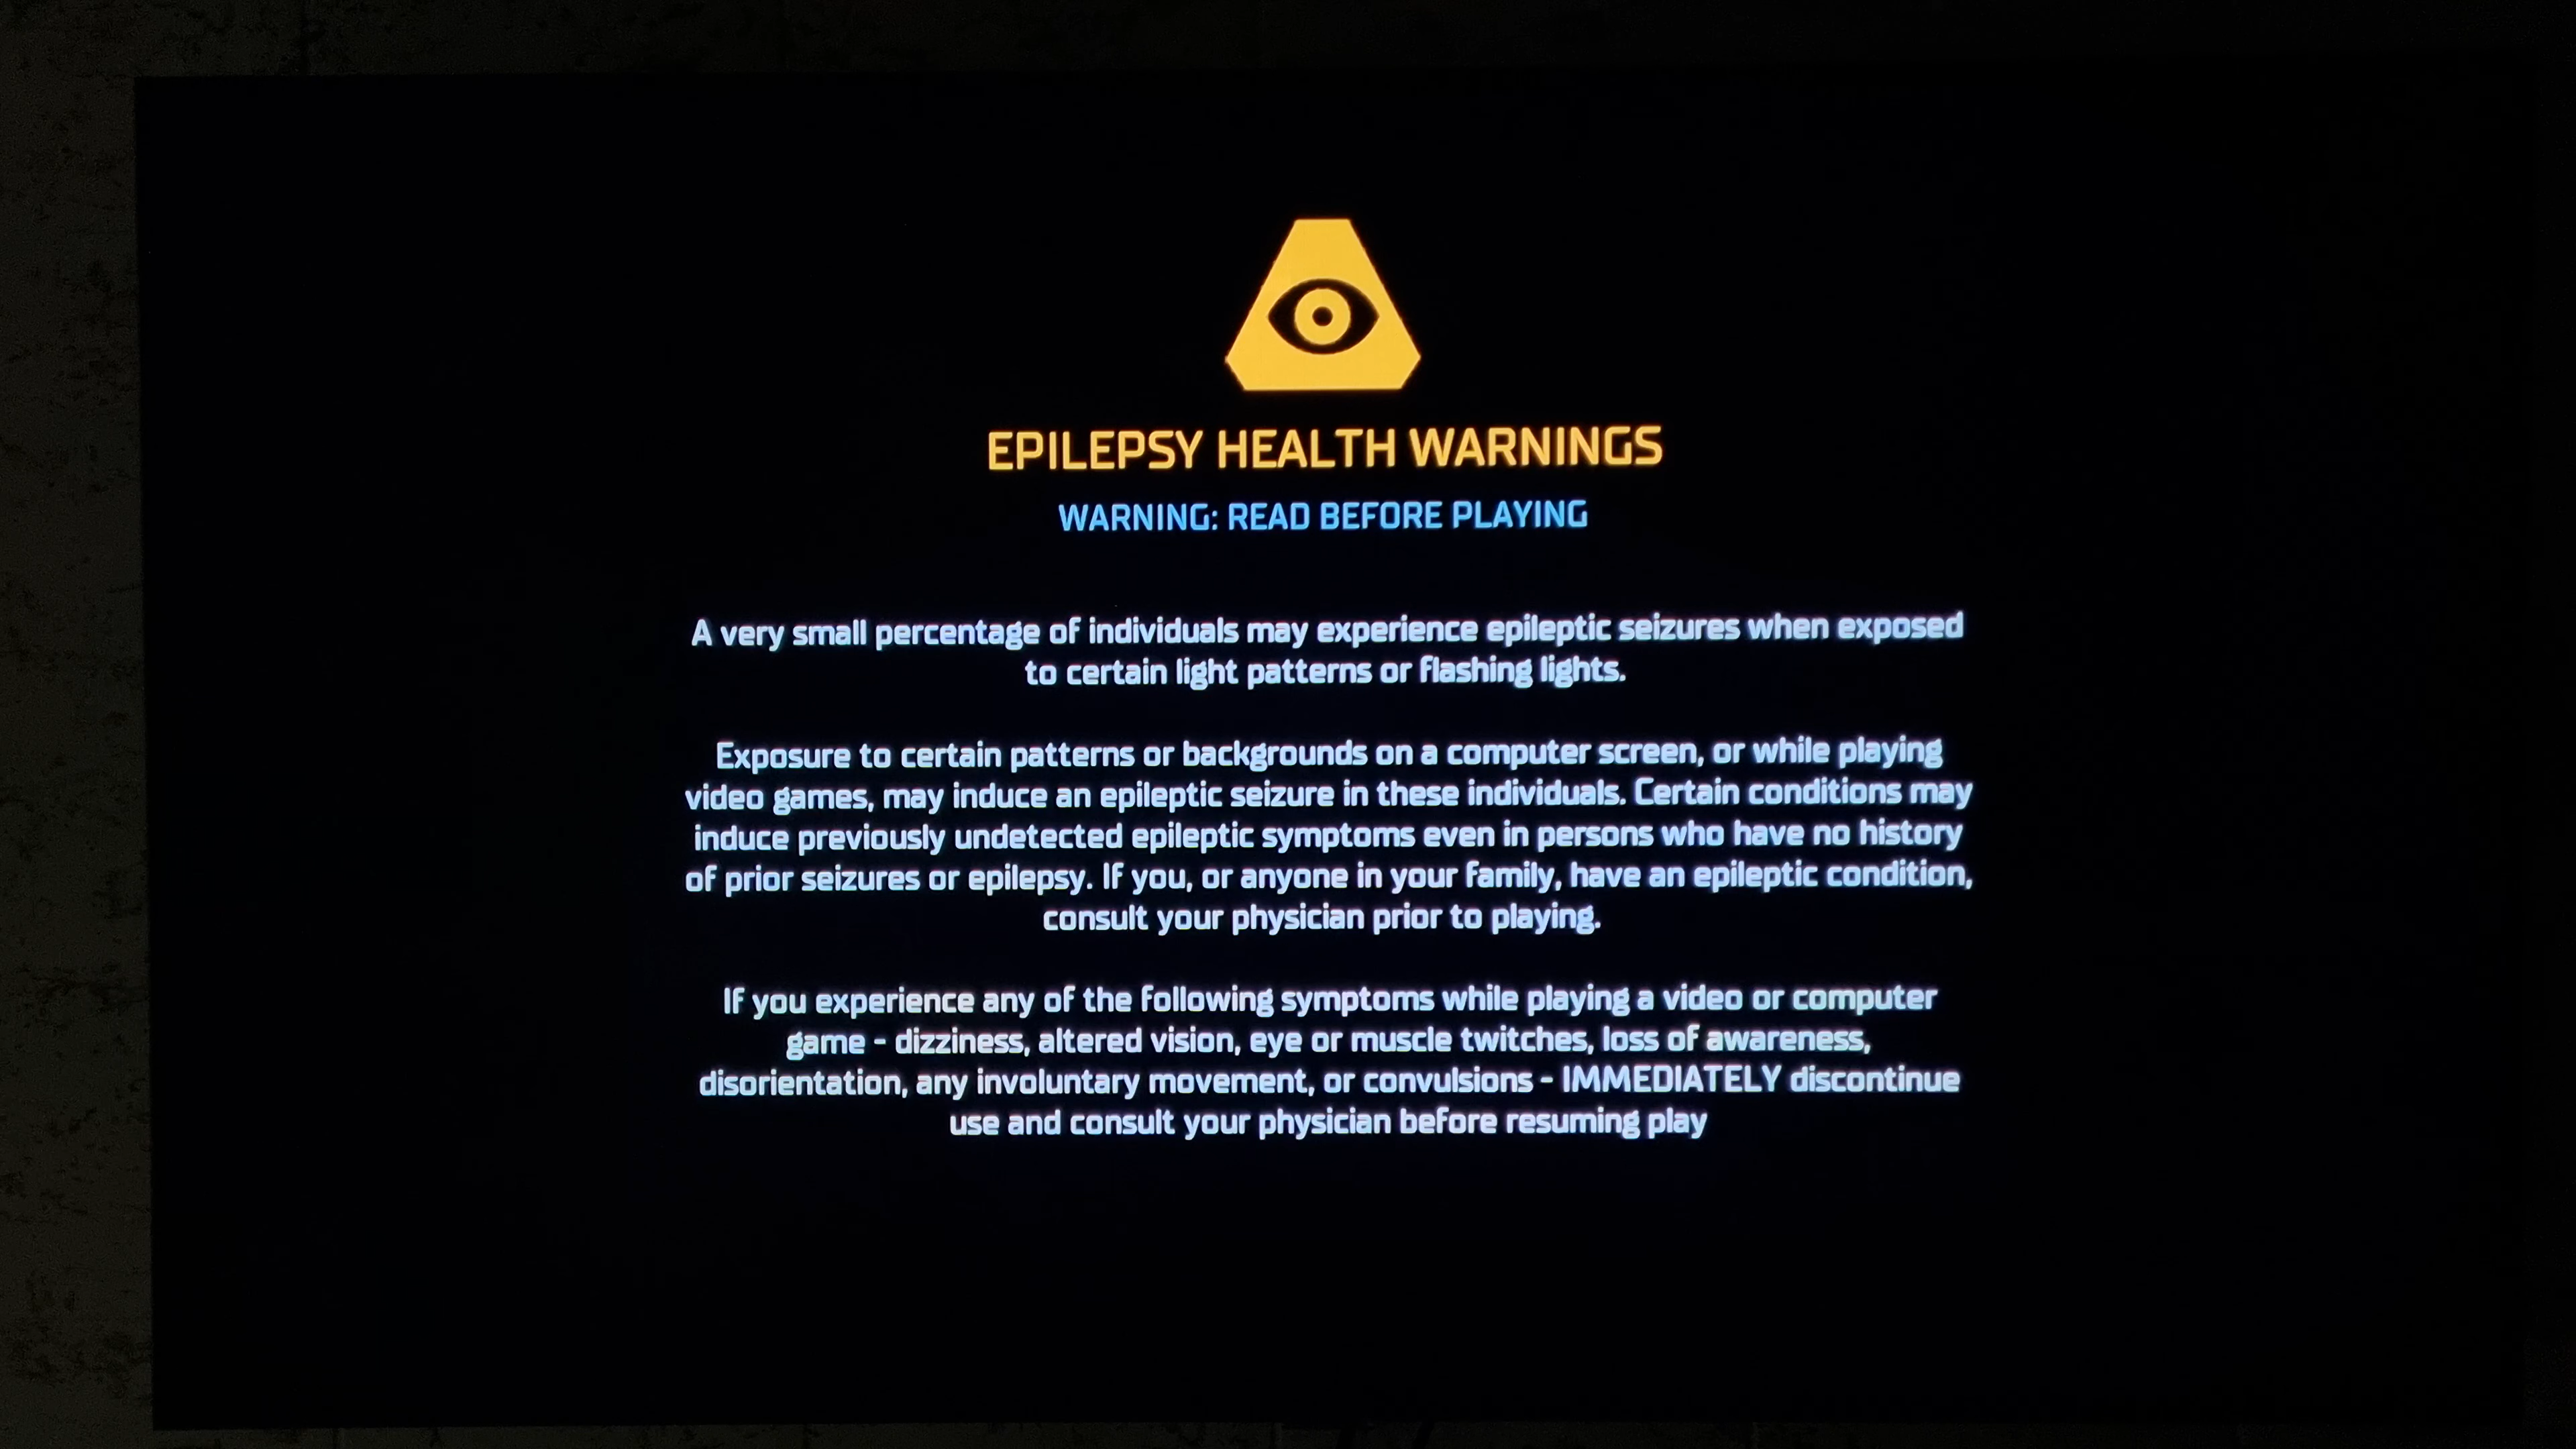 EPILEPSY HEALTH WARNINGS
WARNING: READ BEFORE PLAYING
A very small percentage of individuals may experience epileptic seizures when exposed
to certain light patterns or flashing lights.
Exposure to certain patterns or backgrounds on a computer screen, or while playing
video games, may induce an epileptic seizure in these individuals. Certain conditions may
induce previously undetected epileptic symptoms even in persons who have no history
of prior seizures or epilepsy. If you, or anyone in your family, have an epileptic condition,
consult your physician prior to playing.
If you experience any of the following symptoms while playing a video or computer
game - dizziness, altered vision, eye or muscle twitches, loss of awareness,
disorientation, any involuntary movement, or convulsions - IMMEDIATELY discontinue
use and consult your physician before resuming play